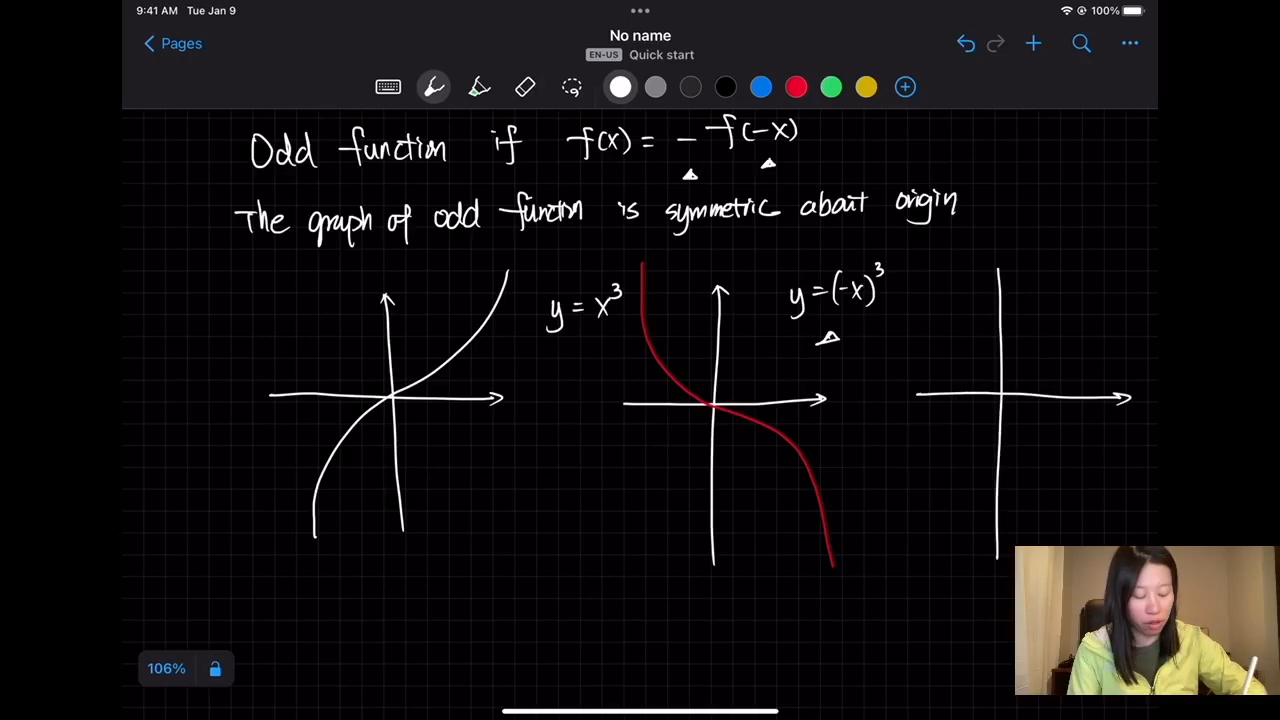 9:41 AM Tue Jan 9
100%
Pages
No name
EN-US Quick start
Odd function if f(x) = - f(-x)
The graph of odd function is symmetric about origin
y = x³
y = (-x)³
106%